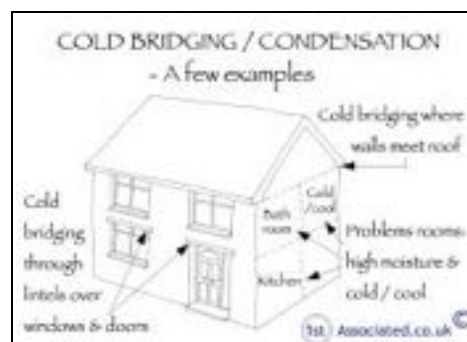 COLD BRIDGING / CONDENSATION
- A few examples
Cold bridging where
walls meet roof
Cold
/cool
Bath
room
Kitchen
Problems rooms:
high moisture &
cold / cool
Cold
bridging
through
lintels over
windows & doors
1st Associated.co.uk ©